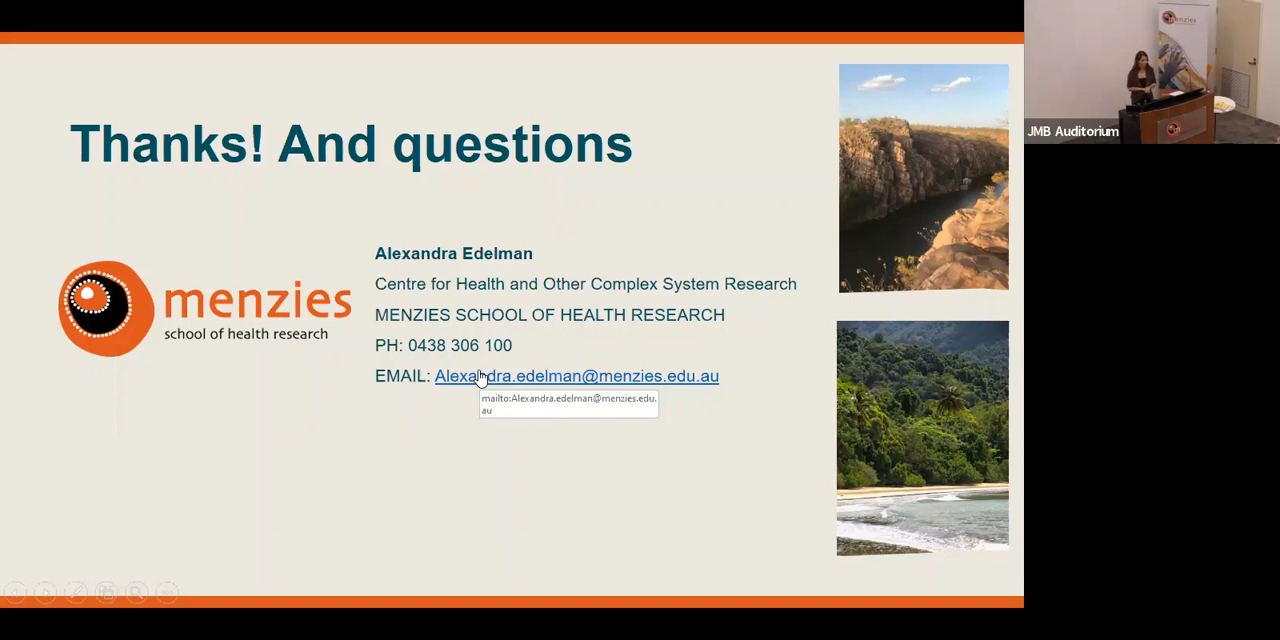 Thanks! And questions
menzies
school of health research
Alexandra Edelman
Centre for Health and Other Complex System Research
MENZIES SCHOOL OF HEALTH RESEARCH
PH: 0438 306 100
EMAIL: Alexandra.edelman@menzies.edu.au
mailto:Alexandra.edelman@menzies.edu.
au
menzies
JMB Auditorium